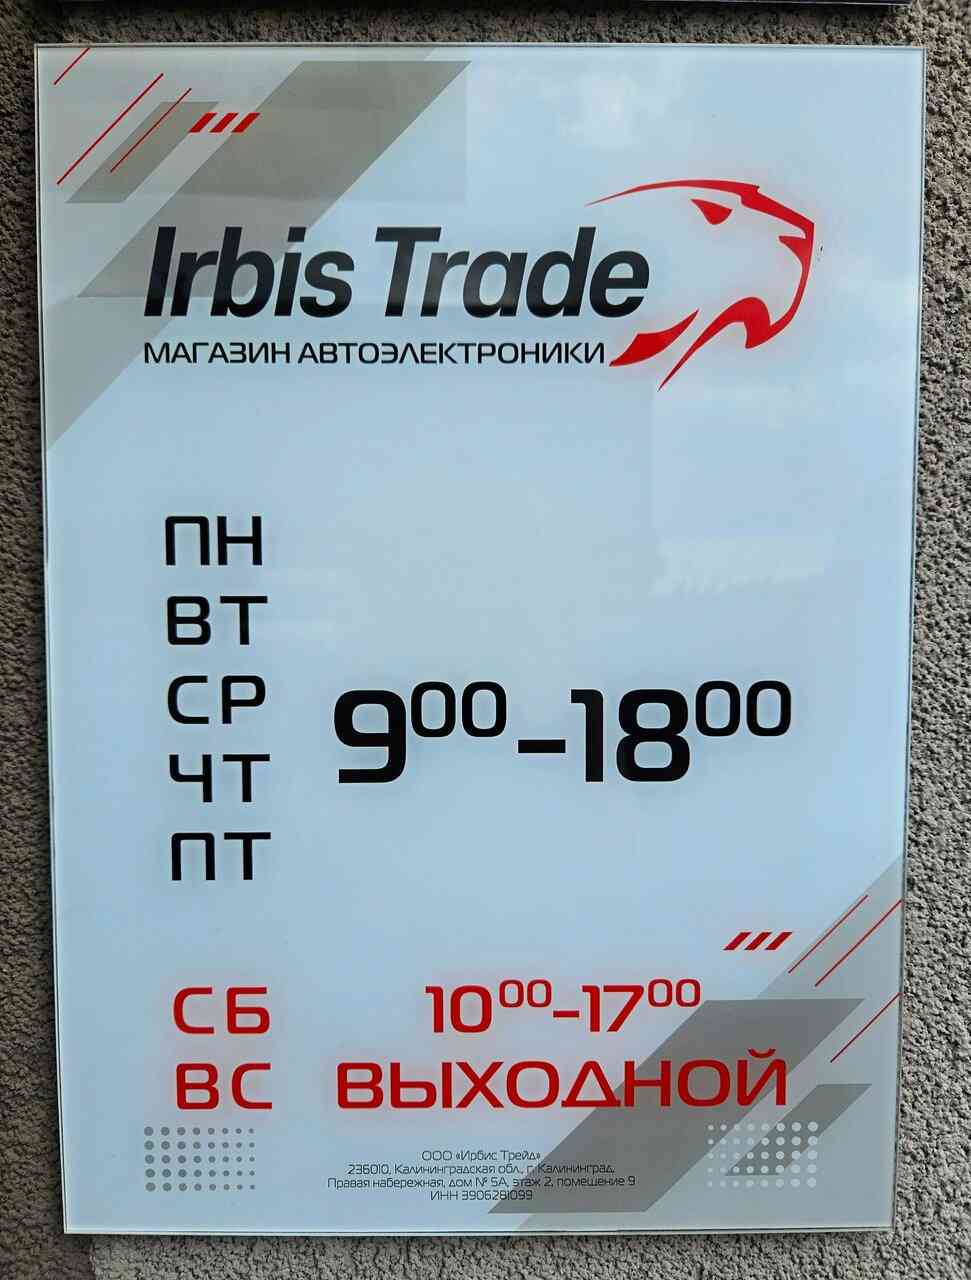 Irbis Trade
МАГАЗИН АВТОЭЛЕКТРОНИКИ
ПН
ВТ
СР
9⁰⁰-18⁰⁰
ЧТ
ПТ
СБ 10⁰⁰-17⁰⁰
ВС ВЫХОДНОЙ
ООО «Ирбис Трейд»
236010, Калининградская обл., г. Калининград,
Правая набережная, дом № 5А, этаж 2, помещение 9
ИНН 3906281099